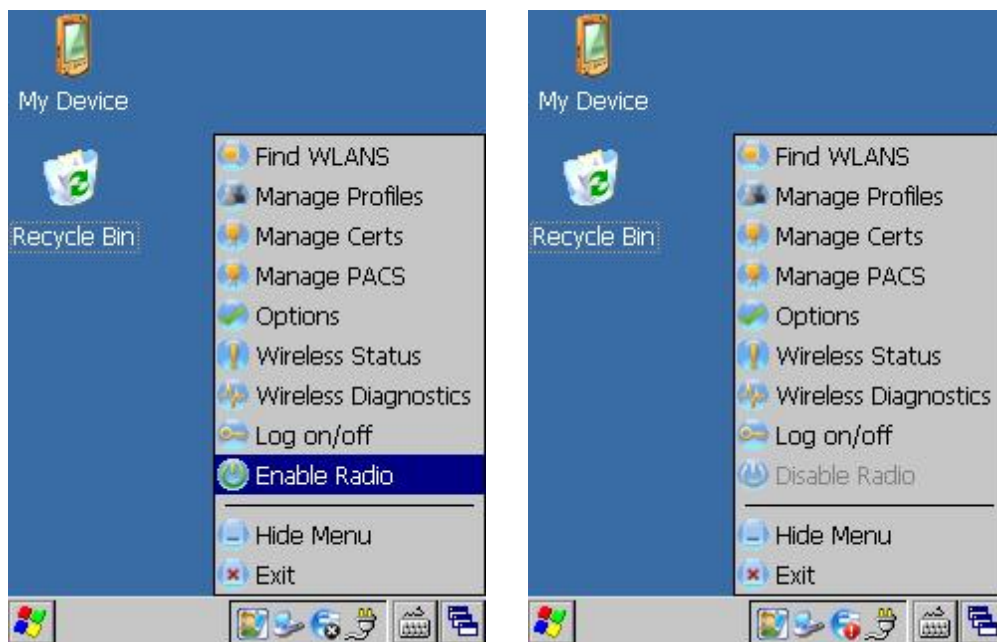 My Device
Recycle Bin
Find WLANS
Manage Profiles
Manage Certs
Manage PACS
Options
Wireless Status
Wireless Diagnostics
Log on/off
Enable Radio
Hide Menu
Exit
My Device
Recycle Bin
Find WLANS
Manage Profiles
Manage Certs
Manage PACS
Options
Wireless Status
Wireless Diagnostics
Log on/off
Disable Radio
Hide Menu
Exit